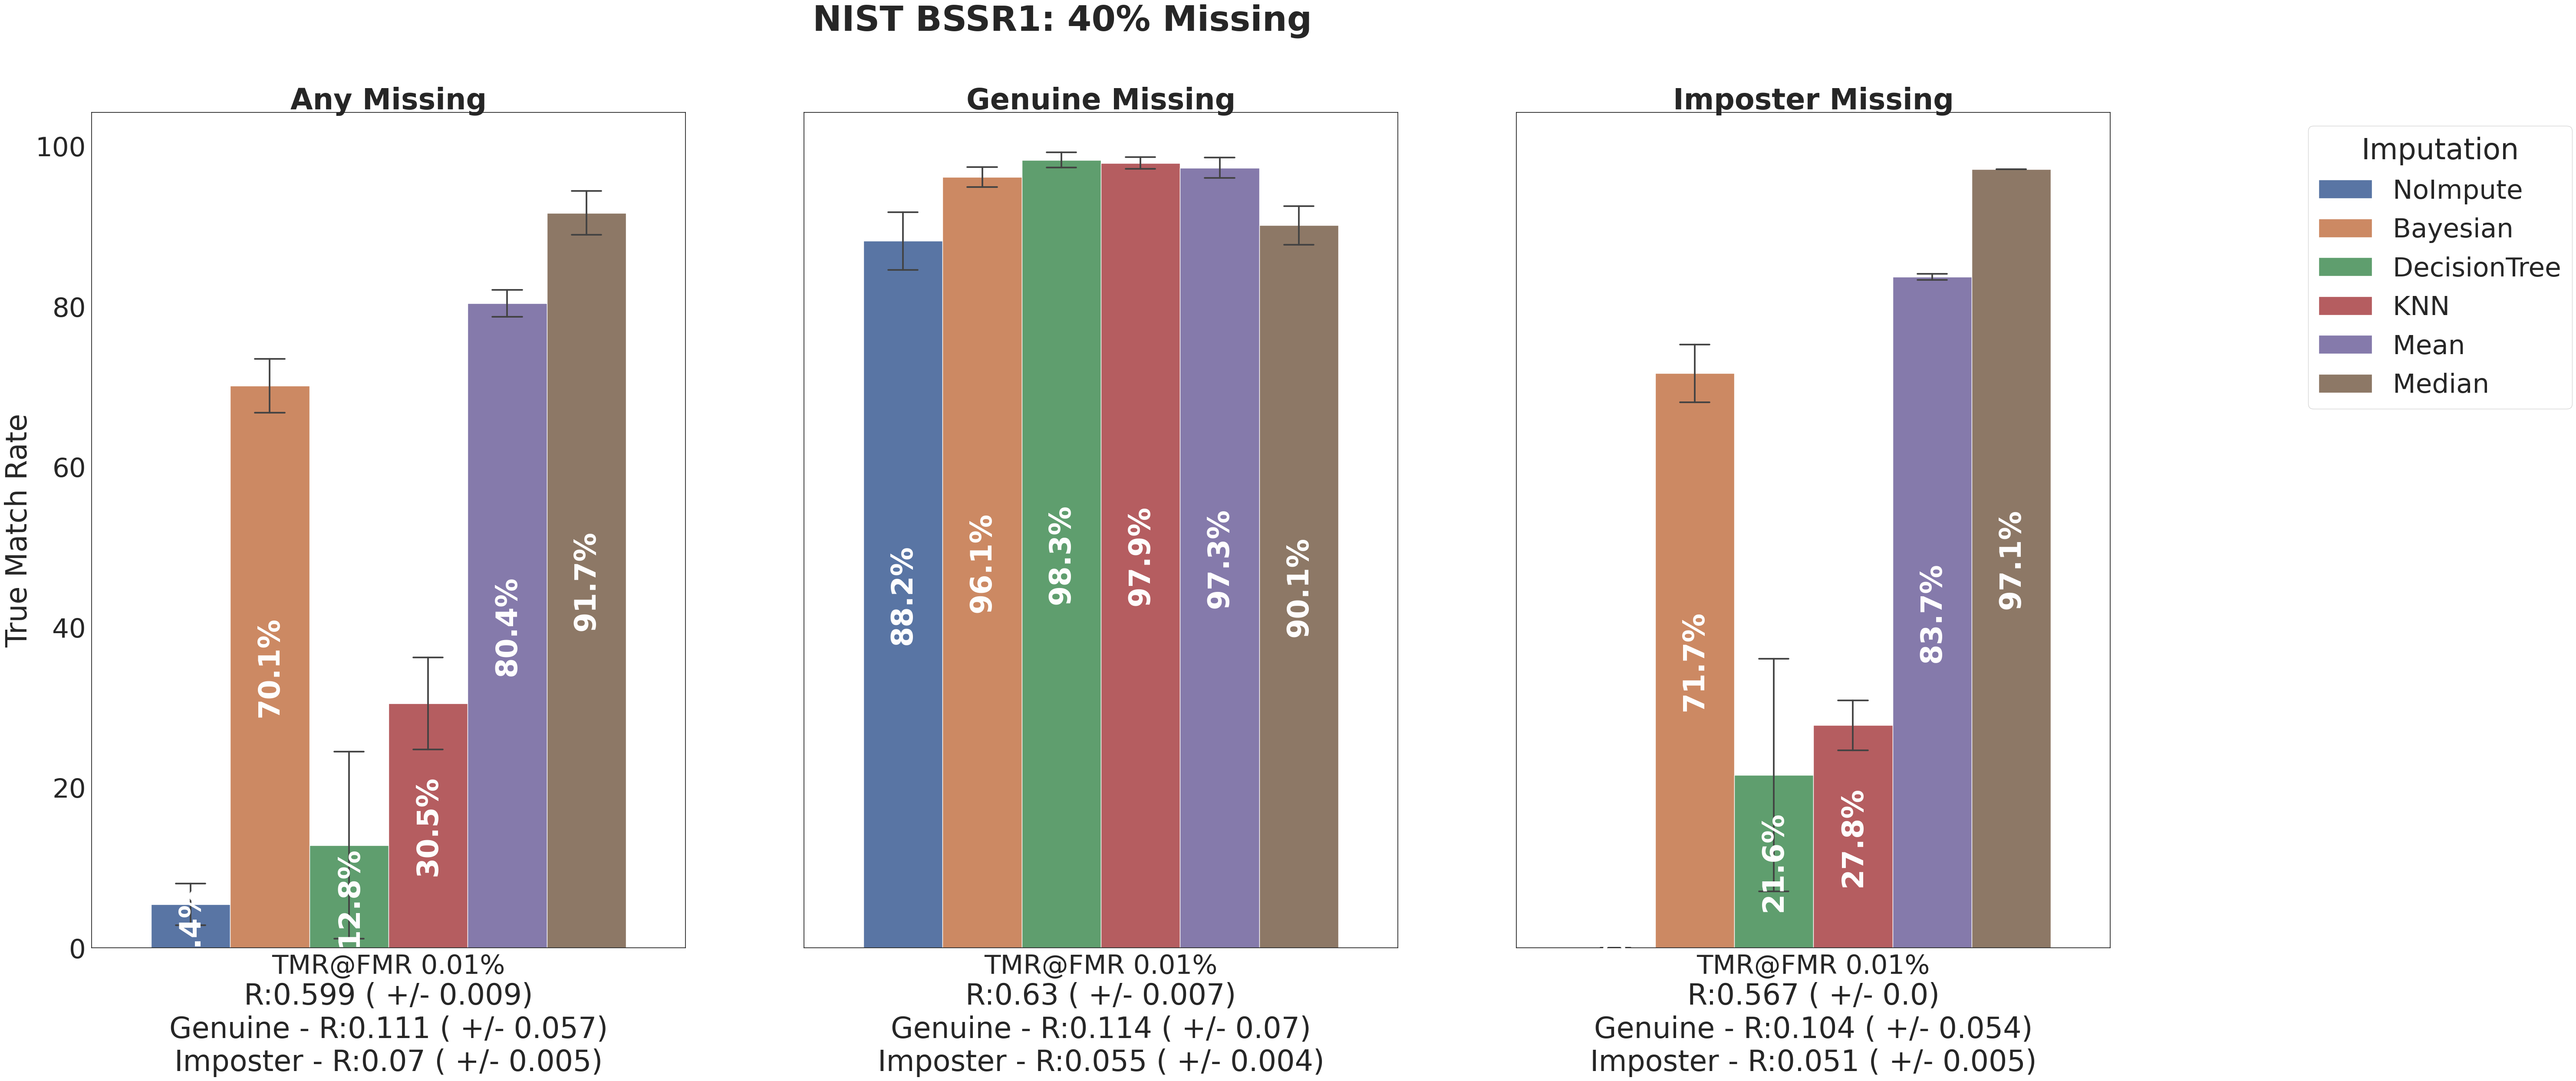 NIST BSSR1: 40% Missing
Any Missing
Genuine Missing
Imposter Missing
True Match Rate
100
80
60
40
20
0
.4%
70.1%
12.8%
30.5%
80.4%
91.7%
88.2%
96.1%
98.3%
97.9%
97.3%
90.1%
71.7%
21.6%
27.8%
83.7%
97.1%
TMR@FMR 0.01%
R:0.599 ( +/- 0.009)
Genuine - R:0.111 ( +/- 0.057)
Imposter - R:0.07 ( +/- 0.005)
TMR@FMR 0.01%
R:0.63 ( +/- 0.007)
Genuine - R:0.114 ( +/- 0.07)
Imposter - R:0.055 ( +/- 0.004)
TMR@FMR 0.01%
R:0.567 ( +/- 0.0)
Genuine - R:0.104 ( +/- 0.054)
Imposter - R:0.051 ( +/- 0.005)
Imputation
NoImpute
Bayesian
DecisionTree
KNN
Mean
Median